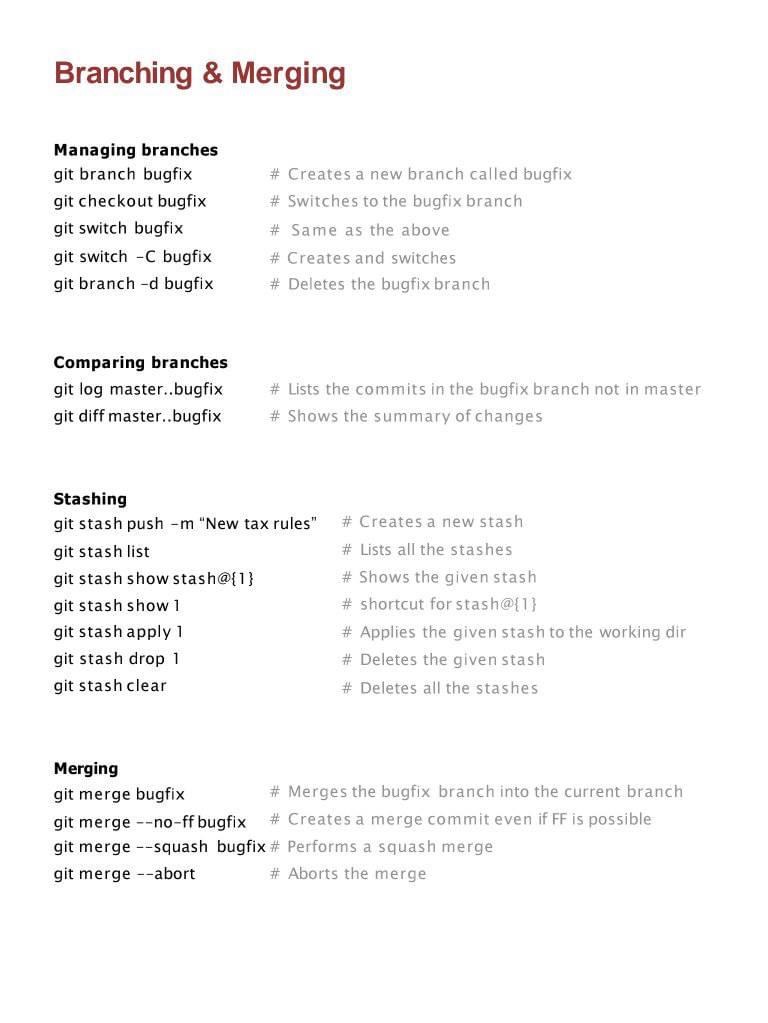 Branching & Merging
Managing branches
git branch bugfix # Creates a new branch called bugfix
git checkout bugfix # Switches to the bugfix branch
git switch bugfix # Same as the above
git switch -C bugfix # Creates and switches
git branch -d bugfix # Deletes the bugfix branch
Comparing branches
git log master..bugfix # Lists the commits in the bugfix branch not in master
git diff master..bugfix # Shows the summary of changes
Stashing
git stash push -m “New tax rules” # Creates a new stash
git stash list # Lists all the stashes
git stash show stash@{1} # Shows the given stash
git stash show 1 # shortcut for stash@{1}
git stash apply 1 # Applies the given stash to the working dir
git stash drop 1 # Deletes the given stash
git stash clear # Deletes all the stashes
Merging
git merge bugfix # Merges the bugfix branch into the current branch
git merge --no-ff bugfix # Creates a merge commit even if FF is possible
git merge --squash bugfix # Performs a squash merge
git merge --abort # Aborts the merge